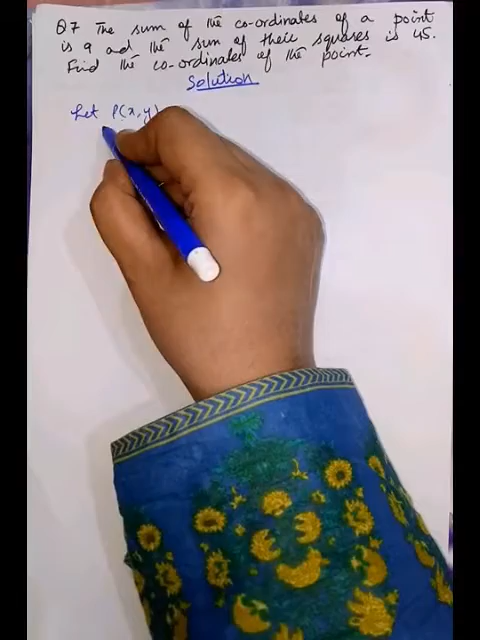 Q7 The sum of the co-ordinates of a point
is 9 ad the sum of their squares is 45.
Find the co-ordinates of the point.
Solution
Let P(x,y)